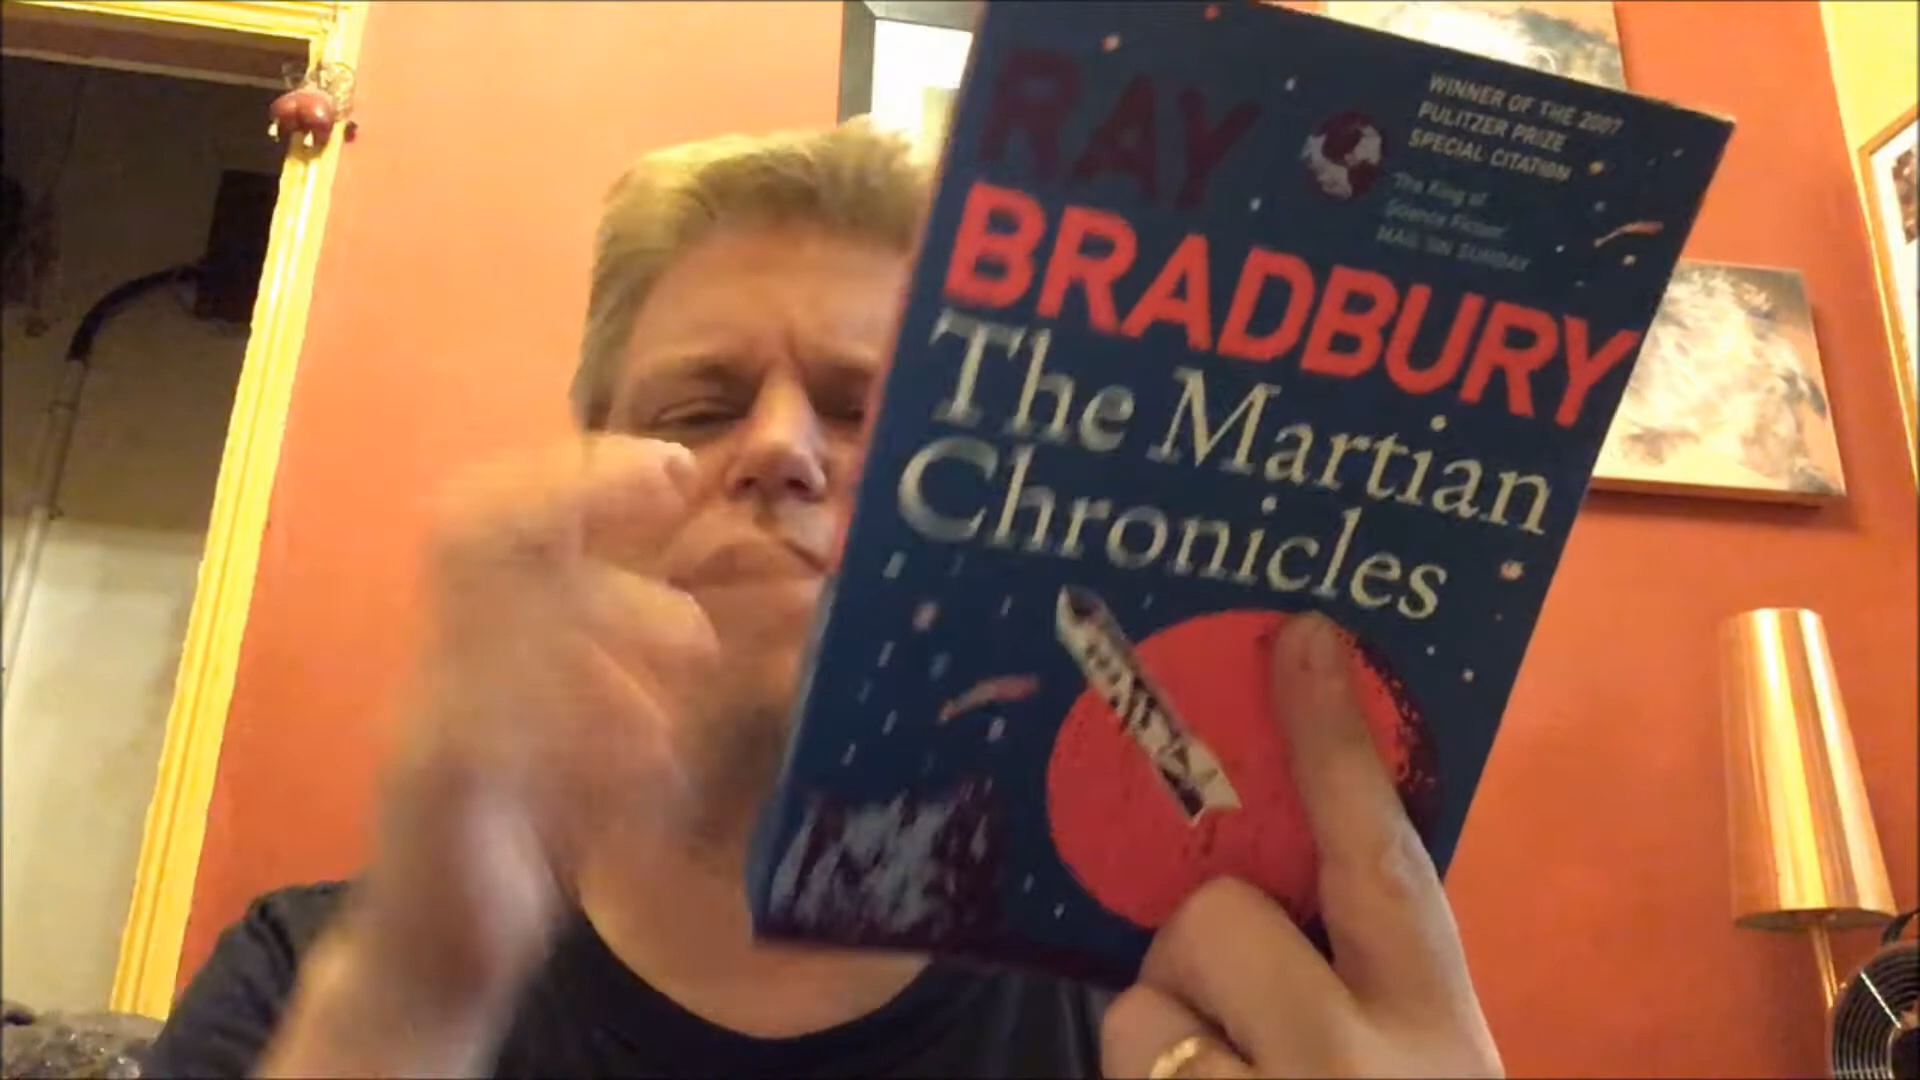 RAY
BRADBURY
The Martian
Chronicles
WINNER OF THE 2007
PULITZER PRIZE
SPECIAL CITATION
'The King of
Science Fiction'
MAIL ON SUNDAY